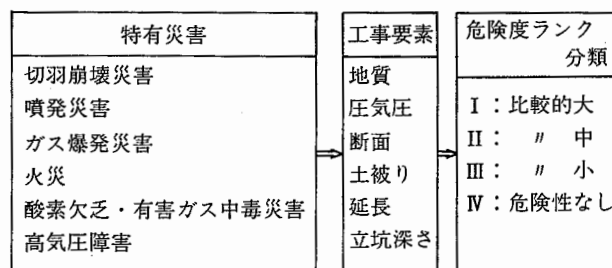 特有災害
切羽崩壊災害
噴発災害
ガス爆発災害
火災
酸素欠乏・有害ガス中毒災害
高気圧障害
工事要素
地質
圧気圧
断面
土被り
延長
立坑深さ
危険度ランク
分類
Ⅰ：比較的大
Ⅱ：　〃　中
Ⅲ：　〃　小
Ⅳ：危険性なし